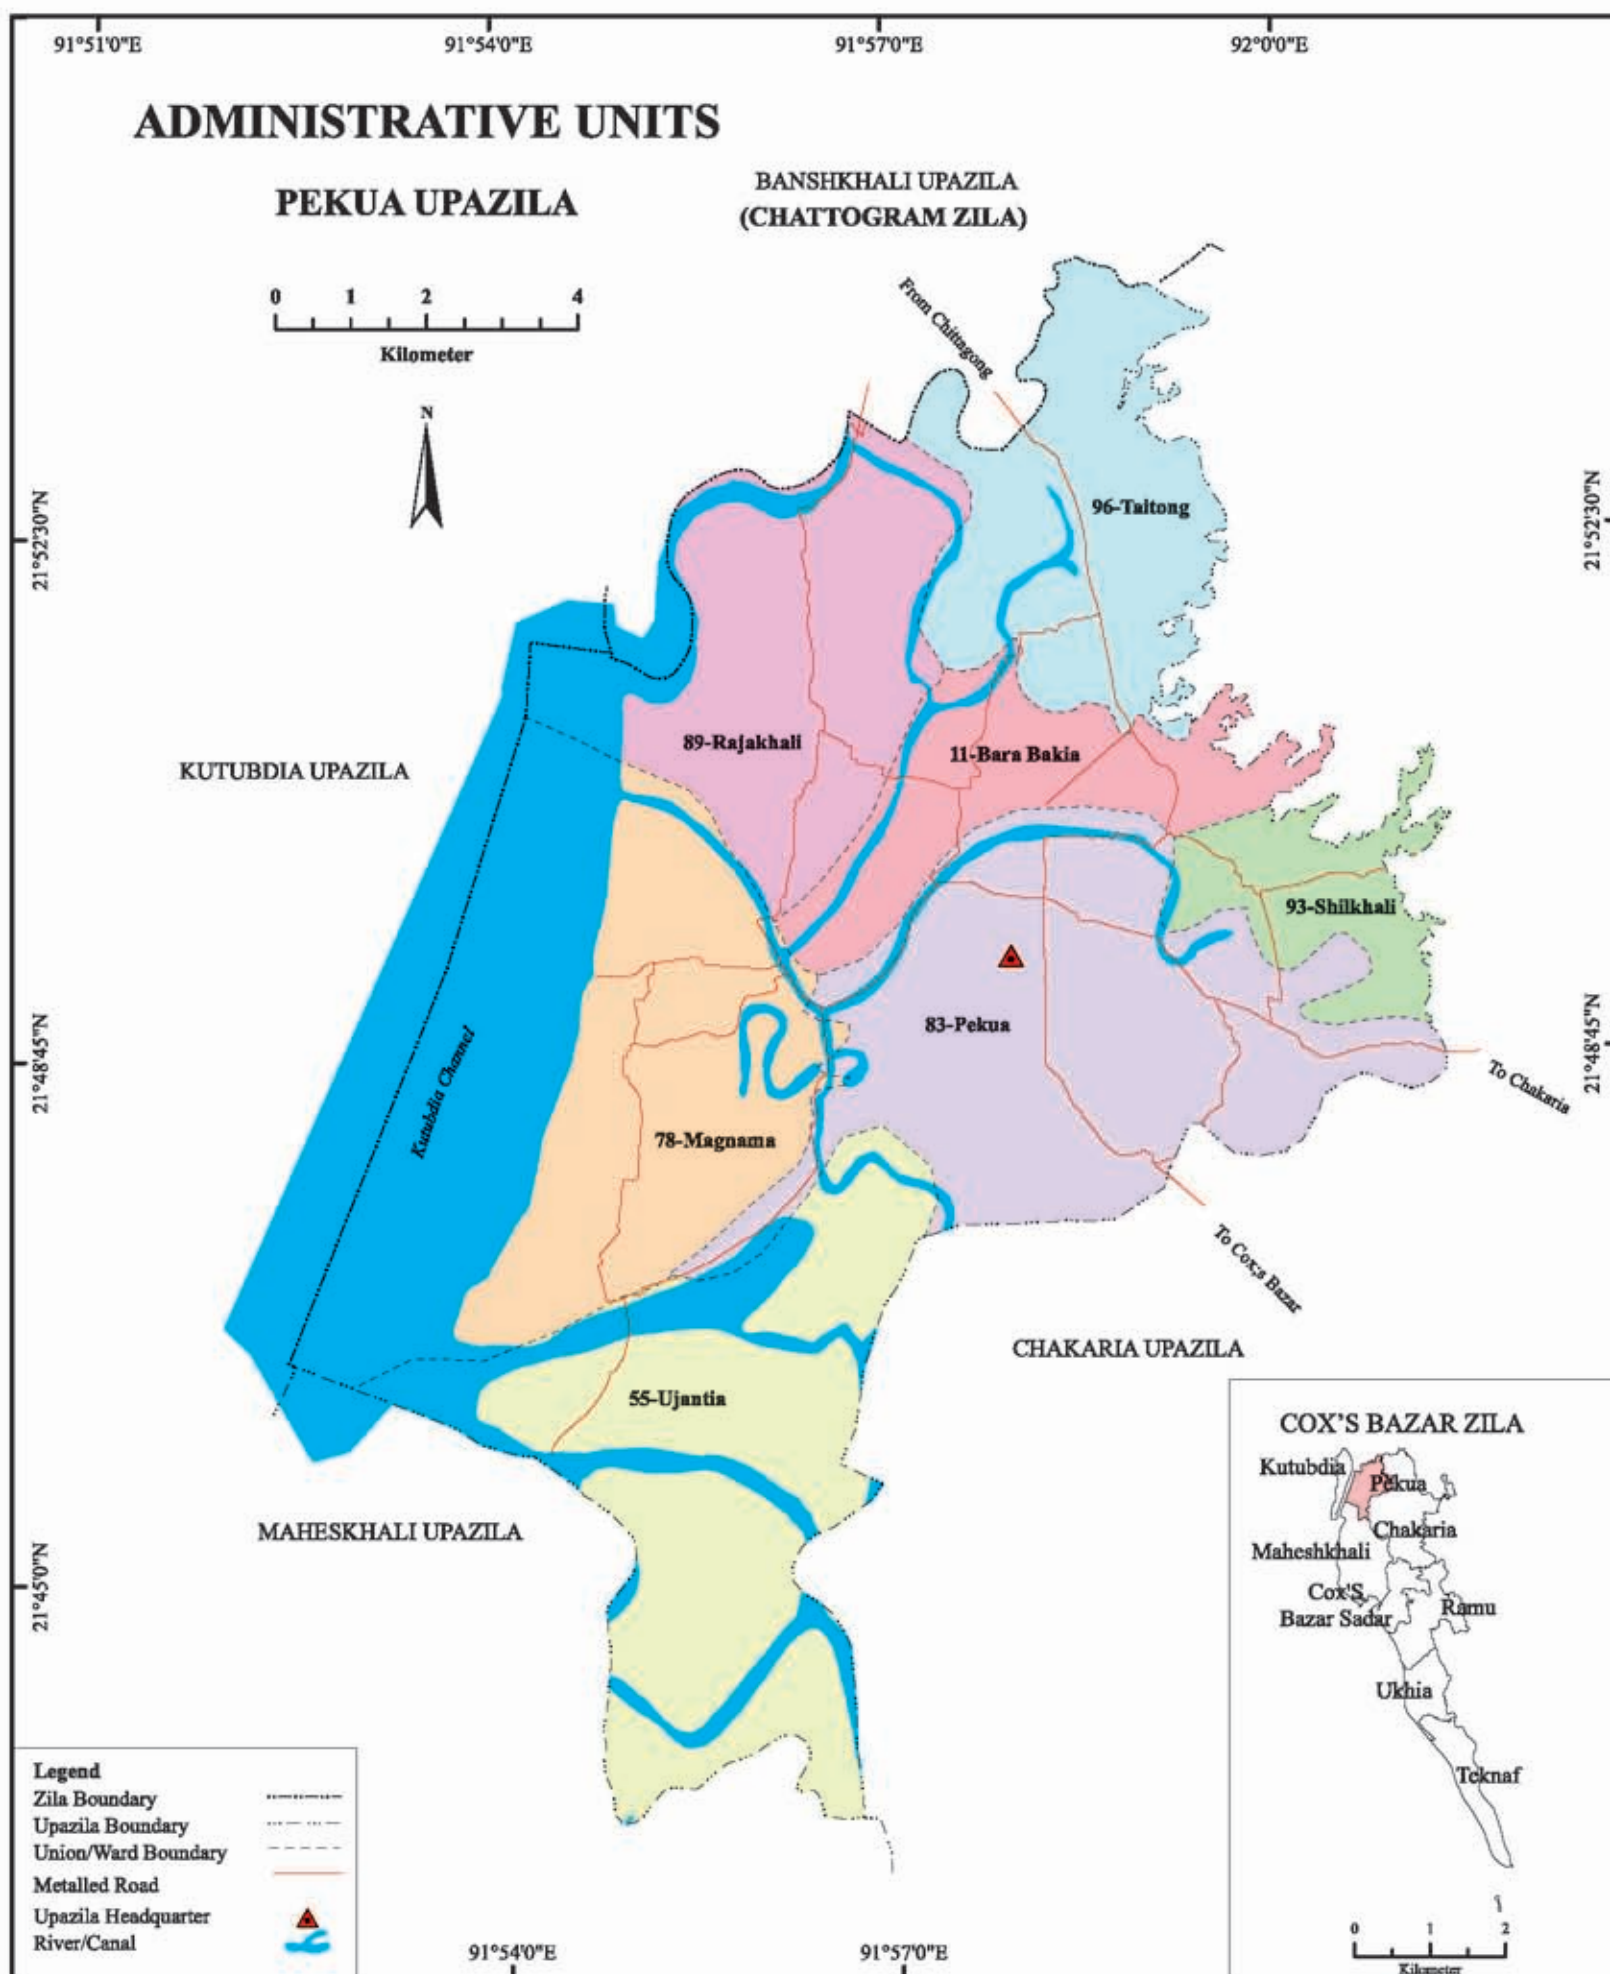 91°51'0"E
91°54'0"E
91°57'0"E
92°0'0"E
ADMINISTRATIVE UNITS
PEKUA UPAZILA
BANSHKHALI UPAZILA
(CHATTOGRAM ZILA)
0 1 2 4
Kilometer
N
From Chittagong
21°52'30"N
21°52'30"N
96-Taitong
89-Rajakhali
11-Bara Bakia
KUTUBDIA UPAZILA
93-Shilkhali
83-Pekua
21°48'45"N
21°48'45"N
Kutubdia Channel
To Chakaria
78-Magnama
To Cox;s Bazar
CHAKARIA UPAZILA
55-Ujantia
MAHESKHALI UPAZILA
21°45'0"N
COX'S BAZAR ZILA
Kutubdia
Pekua
Chakaria
Maheshkhali
Cox'S
Bazar Sadar
Ramu
Ukhia
Teknaf
0 1 2
Kilometer
Legend
Zila Boundary
Upazila Boundary
Union/Ward Boundary
Metalled Road
Upazila Headquarter
River/Canal
91°54'0"E
91°57'0"E